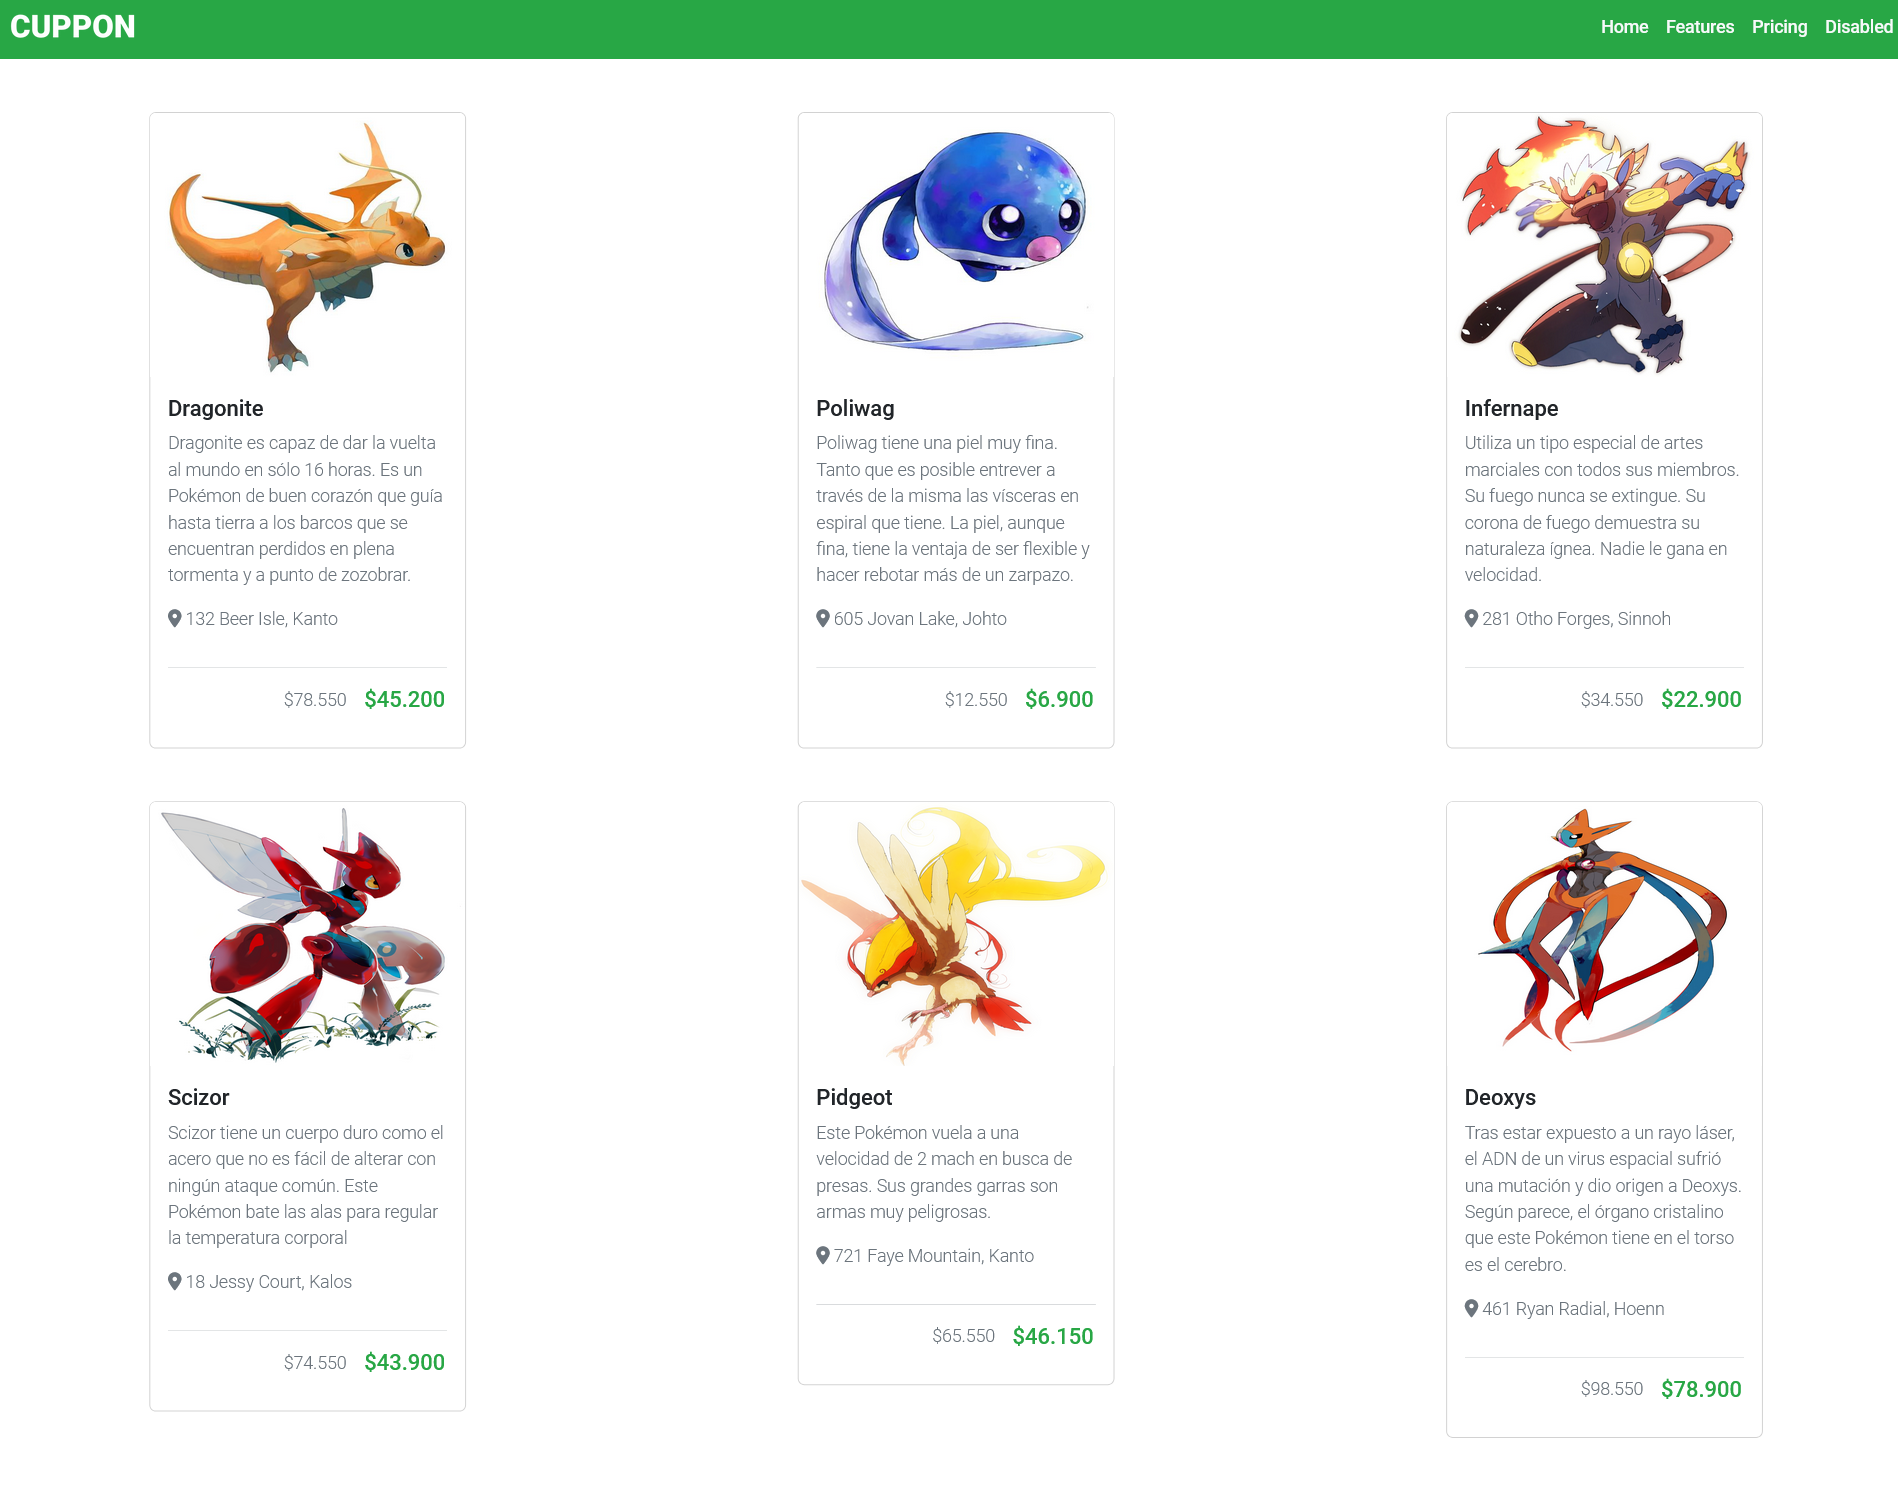 CUPPON
Home Features Pricing Disabled
Dragonite
Dragonite es capaz de dar la vuelta
al mundo en sólo 16 horas. Es un
Pokémon de buen corazón que guía
hasta tierra a los barcos que se
encuentran perdidos en plena
tormenta y a punto de zozobrar.
132 Beer Isle, Kanto
$78.550 $45.200
Poliwag
Poliwag tiene una piel muy fina.
Tanto que es posible entrever a
través de la misma las vísceras en
espiral que tiene. La piel, aunque
fina, tiene la ventaja de ser flexible y
hacer rebotar más de un zarpazo.
605 Jovan Lake, Johto
$12.550 $6.900
Infernape
Utiliza un tipo especial de artes
marciales con todos sus miembros.
Su fuego nunca se extingue. Su
corona de fuego demuestra su
naturaleza ígnea. Nadie le gana en
velocidad.
281 Otho Forges, Sinnoh
$34.550 $22.900
Scizor
Scizor tiene un cuerpo duro como el
acero que no es fácil de alterar con
ningún ataque común. Este
Pokémon bate las alas para regular
la temperatura corporal
18 Jessy Court, Kalos
$74.550 $43.900
Pidgeot
Este Pokémon vuela a una
velocidad de 2 mach en busca de
presas. Sus grandes garras son
armas muy peligrosas.
721 Faye Mountain, Kanto
$65.550 $46.150
Deoxys
Tras estar expuesto a un rayo láser,
el ADN de un virus espacial sufrió
una mutación y dio origen a Deoxys.
Según parece, el órgano cristalino
que este Pokémon tiene en el torso
es el cerebro.
461 Ryan Radial, Hoenn
$98.550 $78.900